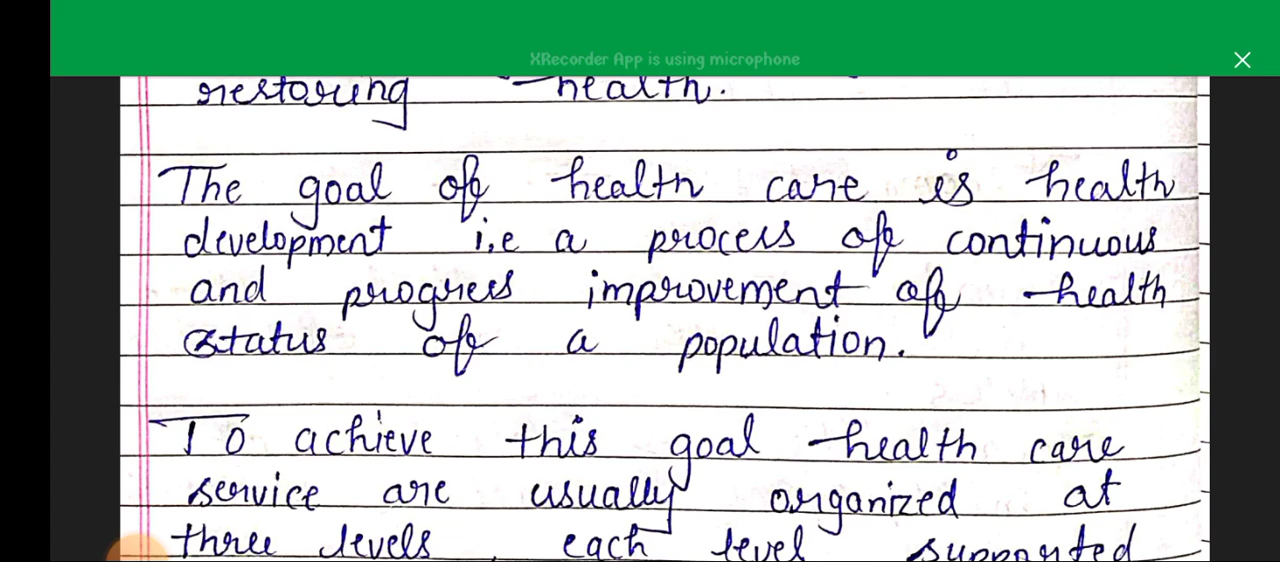 XRecorder App is using microphone
restoring health.
The goal of health care is health
development i.e a process of continuous
and progress improvement of health
status of a population.
To achieve this goal health care
service are usually organized at
three levels, each level supported